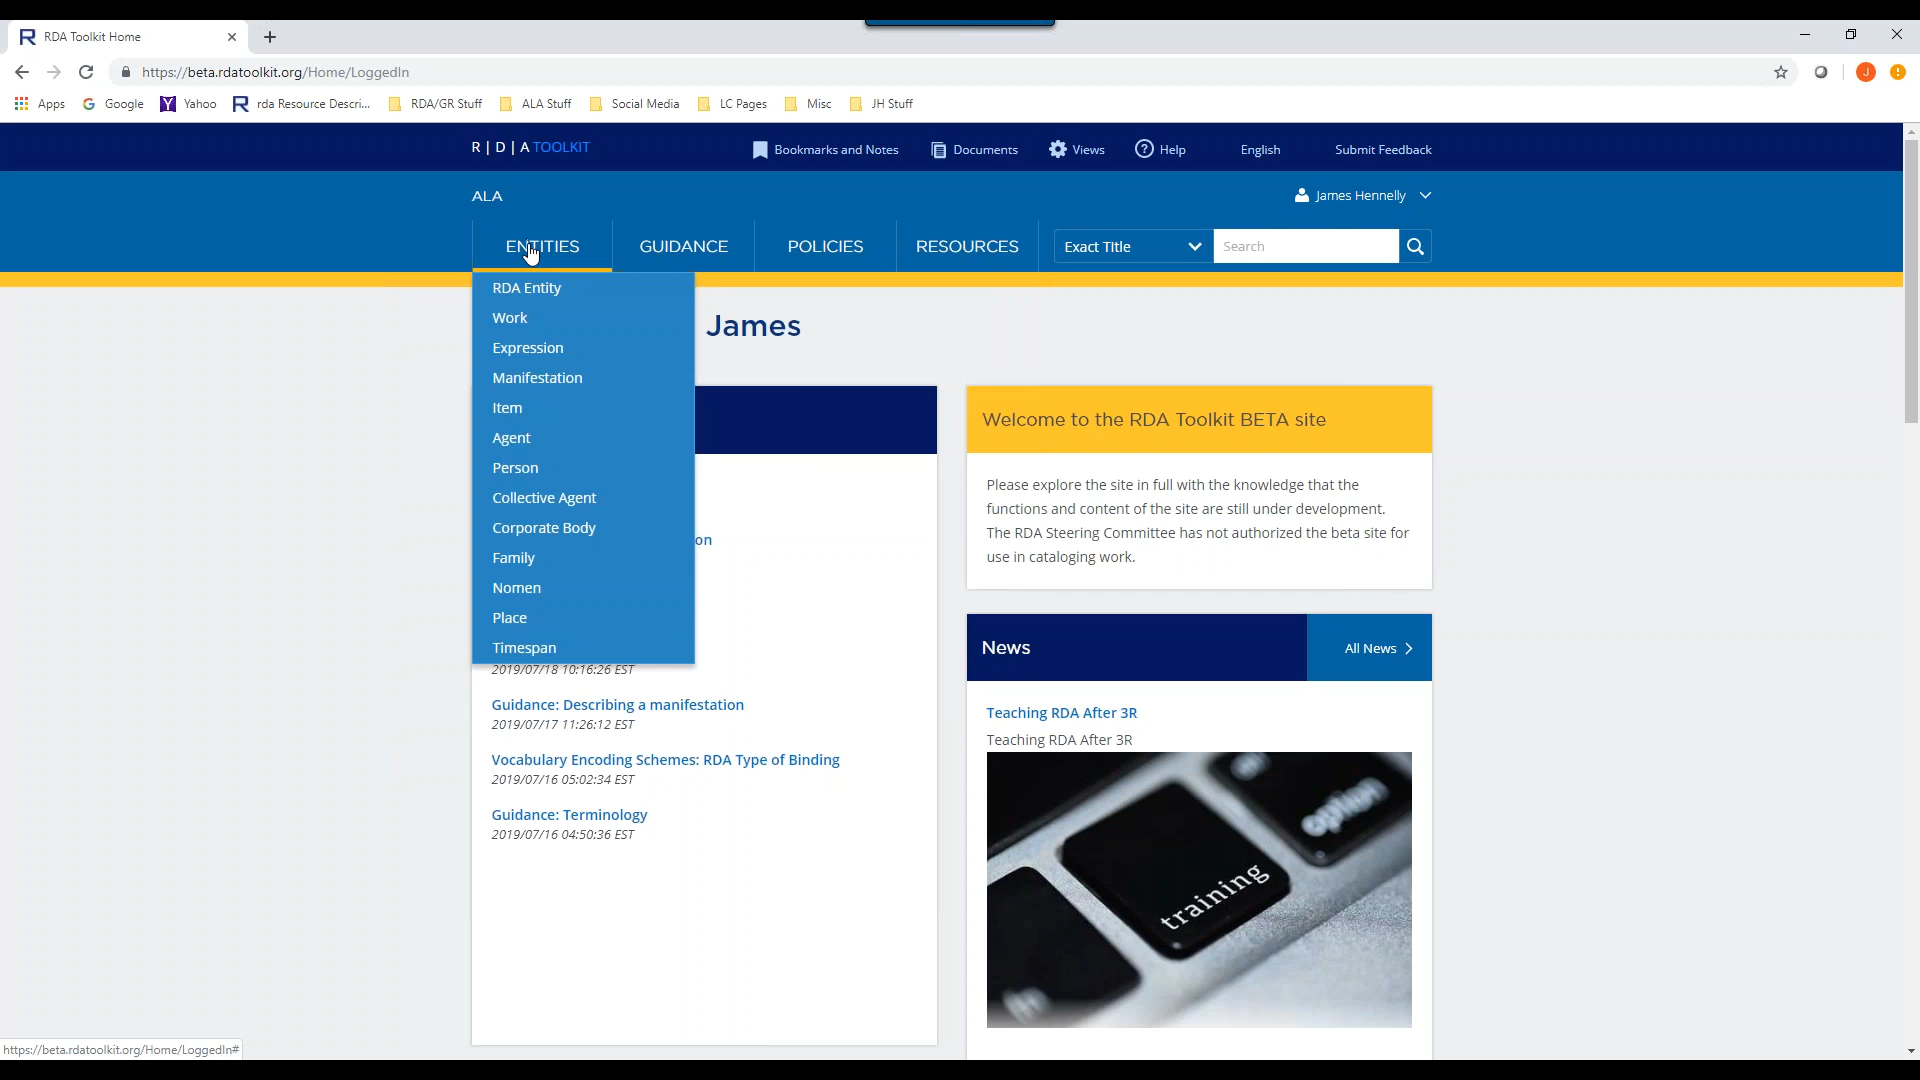 RDA Toolkit Home
https://beta.rdatoolkit.org/Home/LoggedIn
J
Apps Google Yahoo rda Resource Descri... RDA/GR Stuff ALA Stuff Social Media LC Pages Misc JH Stuff
R | D | A TOOLKIT Bookmarks and Notes Documents Views Help English Submit Feedback
ALA James Hennelly
ENTITIES GUIDANCE POLICIES RESOURCES Exact Title Search
RDA Entity
Work
Expression
Manifestation
Item
Agent
Person
Collective Agent
Corporate Body
Family
Nomen
Place
Timespan
James
on
2019/07/18 10:16:26 EST
Guidance: Describing a manifestation
2019/07/17 11:26:12 EST
Vocabulary Encoding Schemes: RDA Type of Binding
2019/07/16 05:02:34 EST
Guidance: Terminology
2019/07/16 04:50:36 EST
Welcome to the RDA Toolkit BETA site
Please explore the site in full with the knowledge that the
functions and content of the site are still under development.
The RDA Steering Committee has not authorized the beta site for
use in cataloging work.
News All News
Teaching RDA After 3R
Teaching RDA After 3R
option
training
https://beta.rdatoolkit.org/Home/LoggedIn#